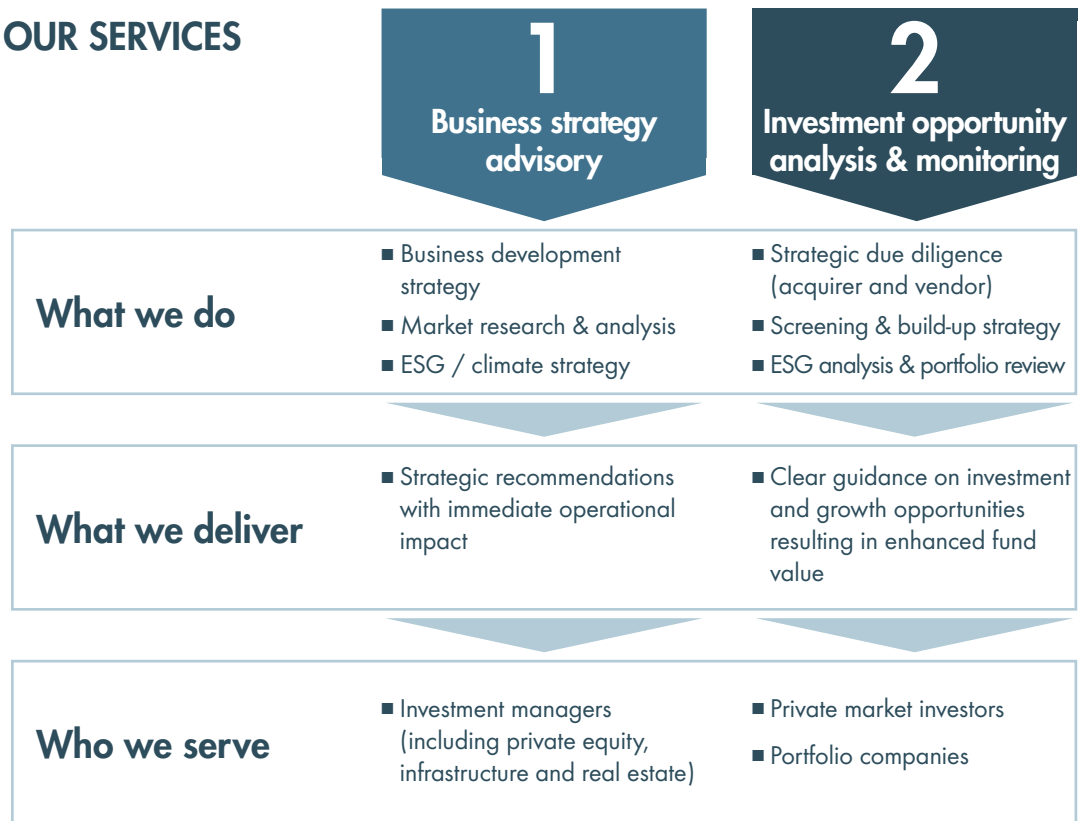 OUR SERVICES
1
Business strategy
advisory
2
Investment opportunity
analysis & monitoring
What we do
■ Business development
strategy
■ Market research & analysis
■ ESG / climate strategy
■ Strategic due diligence
(acquirer and vendor)
■ Screening & build-up strategy
■ ESG analysis & portfolio review
What we deliver
■ Strategic recommendations
with immediate operational
impact
■ Clear guidance on investment
and growth opportunities
resulting in enhanced fund
value
Who we serve
■ Investment managers
(including private equity,
infrastructure and real estate)
■ Private market investors
■ Portfolio companies